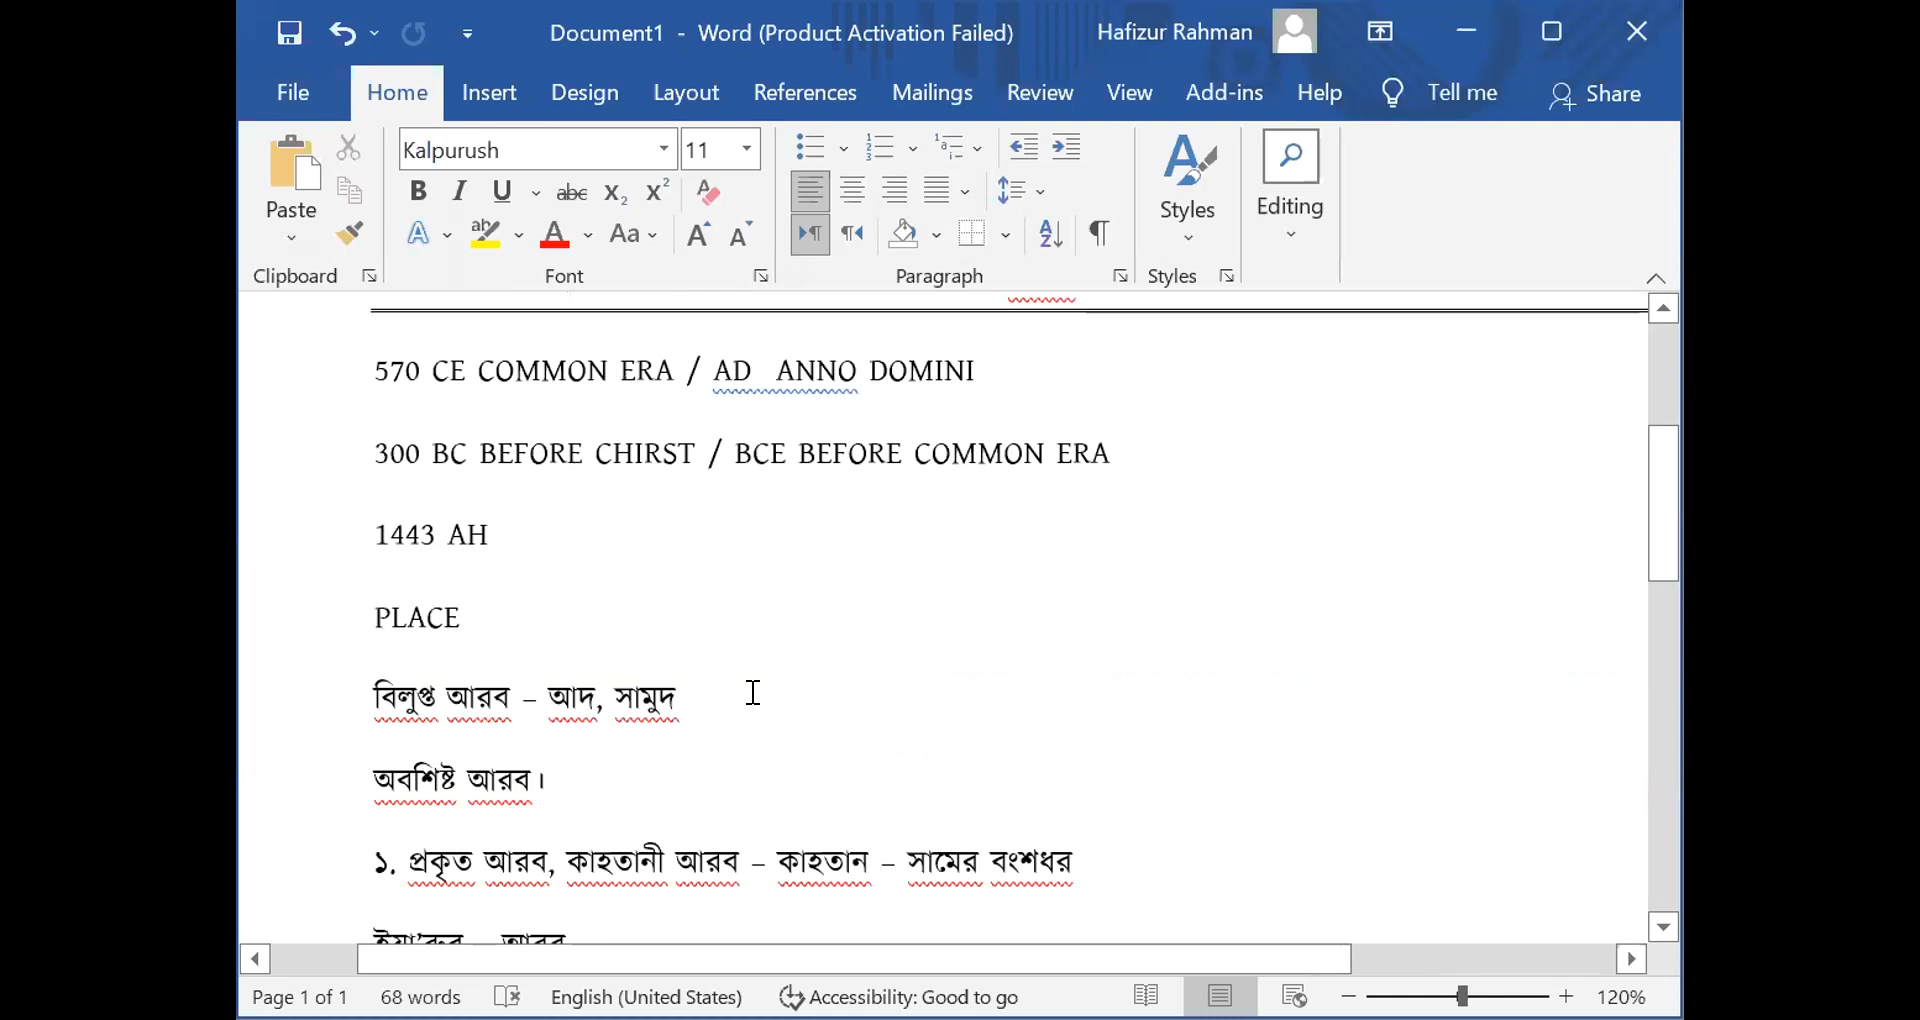 Document1 - Word (Product Activation Failed) Hafizur Rahman
File Home Insert Design Layout References Mailings Review View Add-ins Help Tell me Share
Kalpurush 11
Paste Styles Editing
Clipboard Font Paragraph Styles
570 CE COMMON ERA / AD ANNO DOMINI
300 BC BEFORE CHIRST / BCE BEFORE COMMON ERA
1443 AH
PLACE
বিলুপ্ত আরব – আদ, সামুদ
অবশিষ্ট আরব।
১. প্রকৃত আরব, কাহতানী আরব – কাহতান – সামের বংশধর
ইয়া'রুব – আরব
Page 1 of 1 68 words English (United States) Accessibility: Good to go 120%